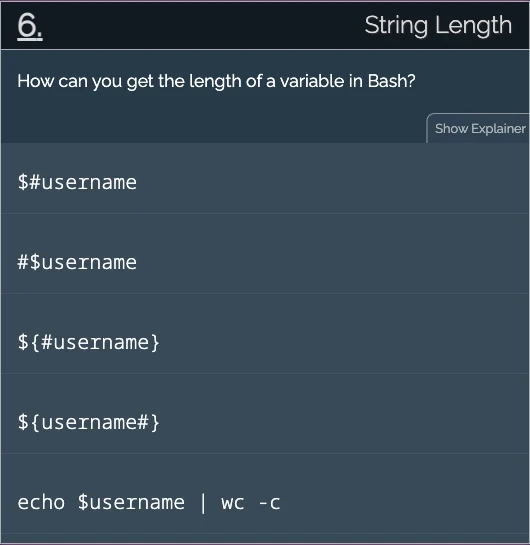 6.
String Length
How can you get the length of a variable in Bash?
Show Explainer
$#username
#$username
${#username}
${username#}
echo $username | wc -c